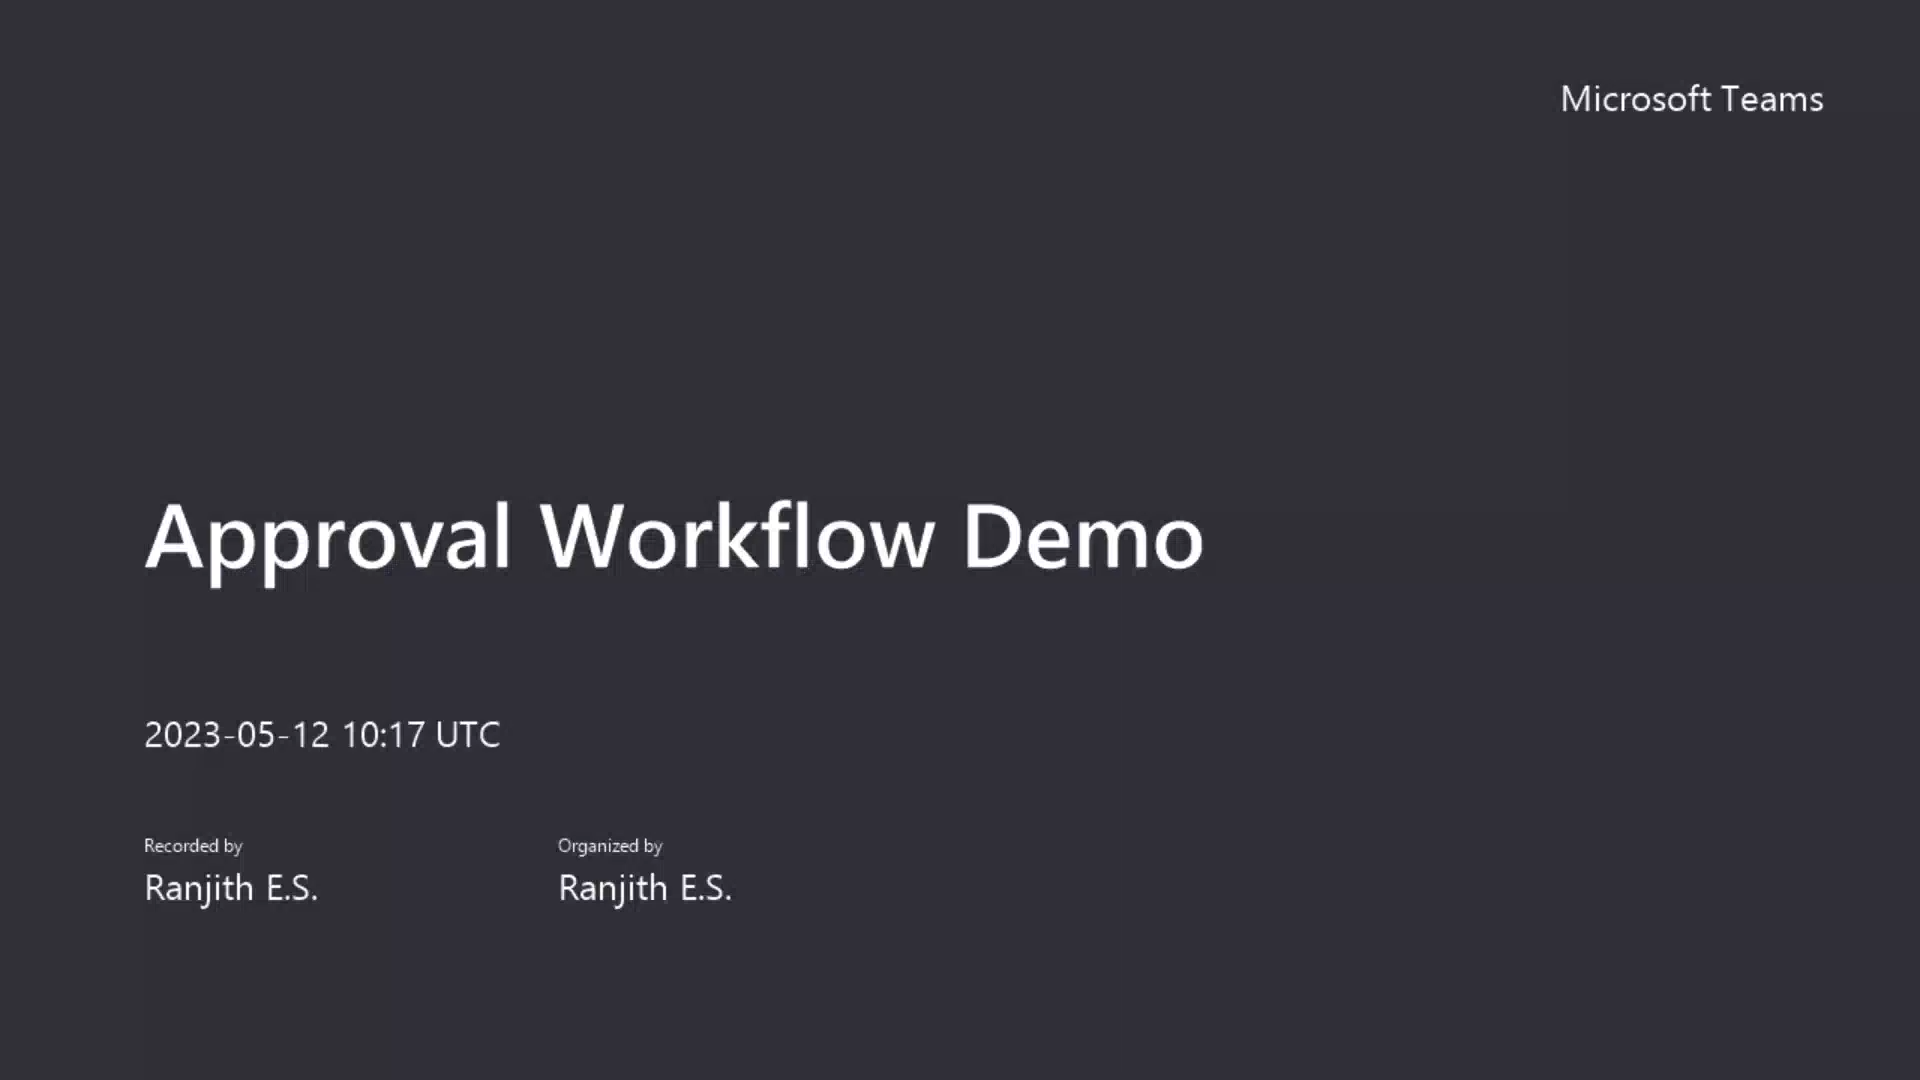 Microsoft Teams
Approval Workflow Demo
2023-05-12 10:17 UTC
Recorded by
Ranjith E.S.
Organized by
Ranjith E.S.